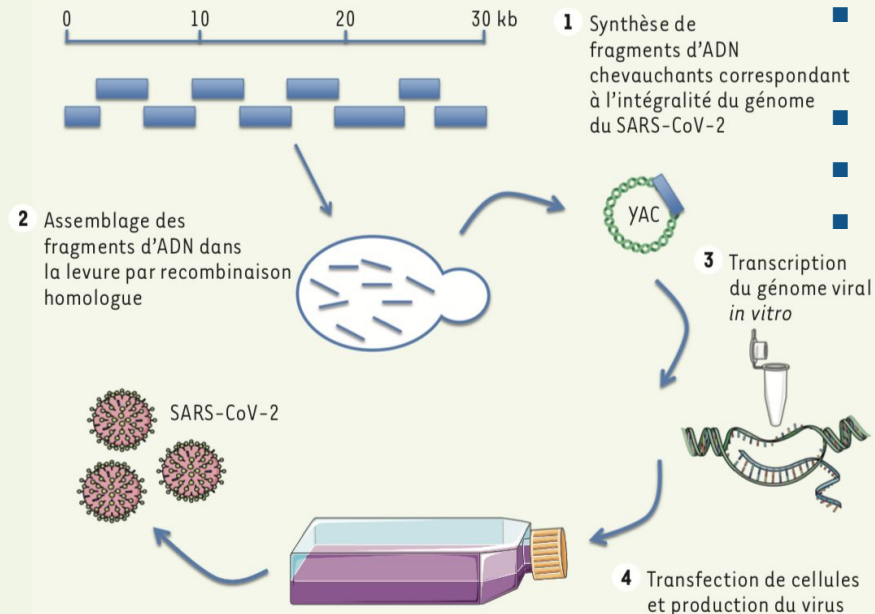 0 10 20 30 kb
1 Synthèse de
fragments d'ADN
chevauchants correspondant
à l'intégralité du génome
du SARS-CoV-2
2 Assemblage des
fragments d'ADN dans
la levure par recombinaison
homologue
YAC
3 Transcription
du génome viral
in vitro
SARS-CoV-2
4 Transfection de cellules
et production du virus